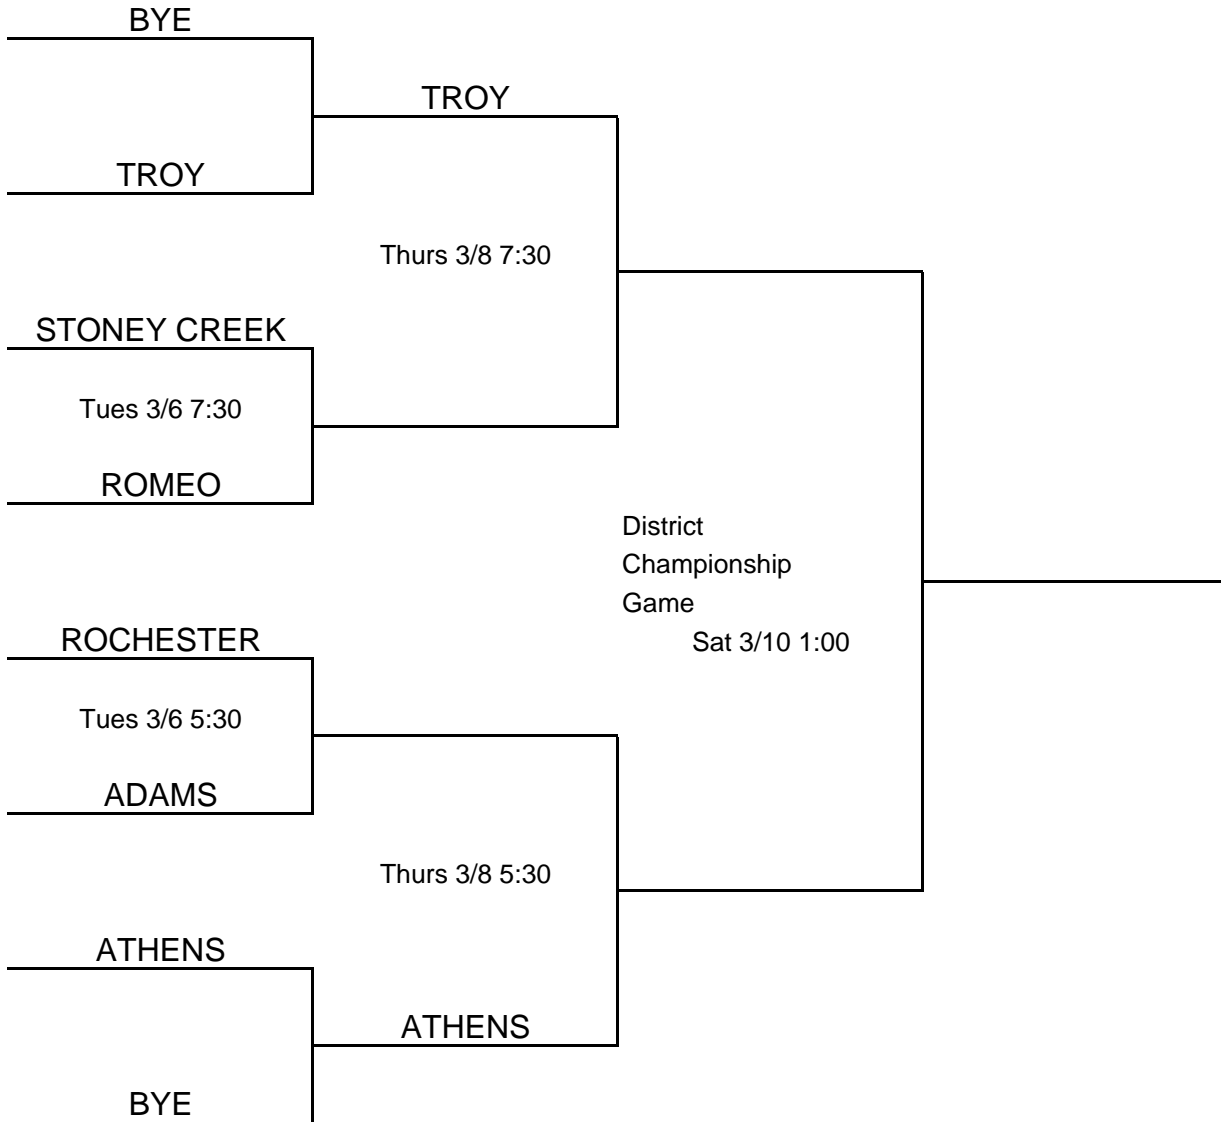 BYE
TROY
TROY
Thurs 3/8 7:30
STONEY CREEK
Tues 3/6 7:30
ROMEO
District
Championship
Game
Sat 3/10 1:00
ROCHESTER
Tues 3/6 5:30
ADAMS
Thurs 3/8 5:30
ATHENS
ATHENS
BYE